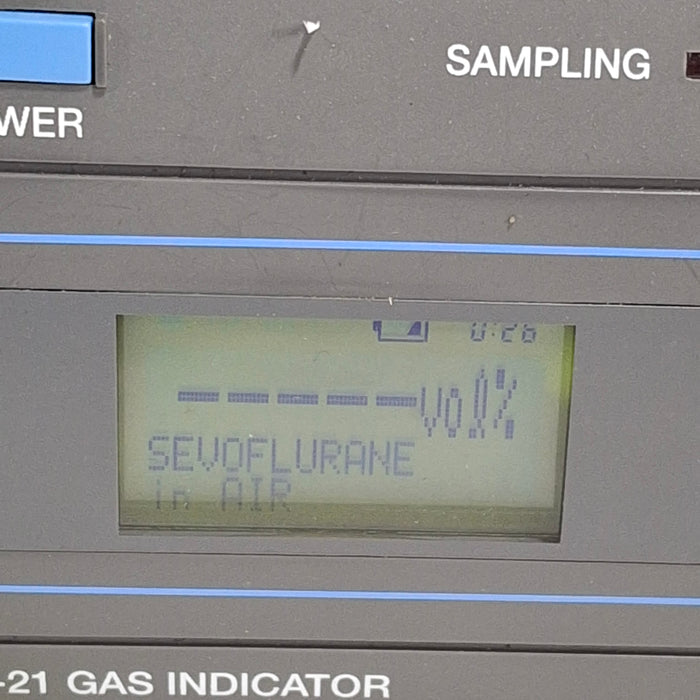 SAMPLING
WER
0:26
-----vol%
SEVOFLURANE
in AIR
-21 GAS INDICATOR